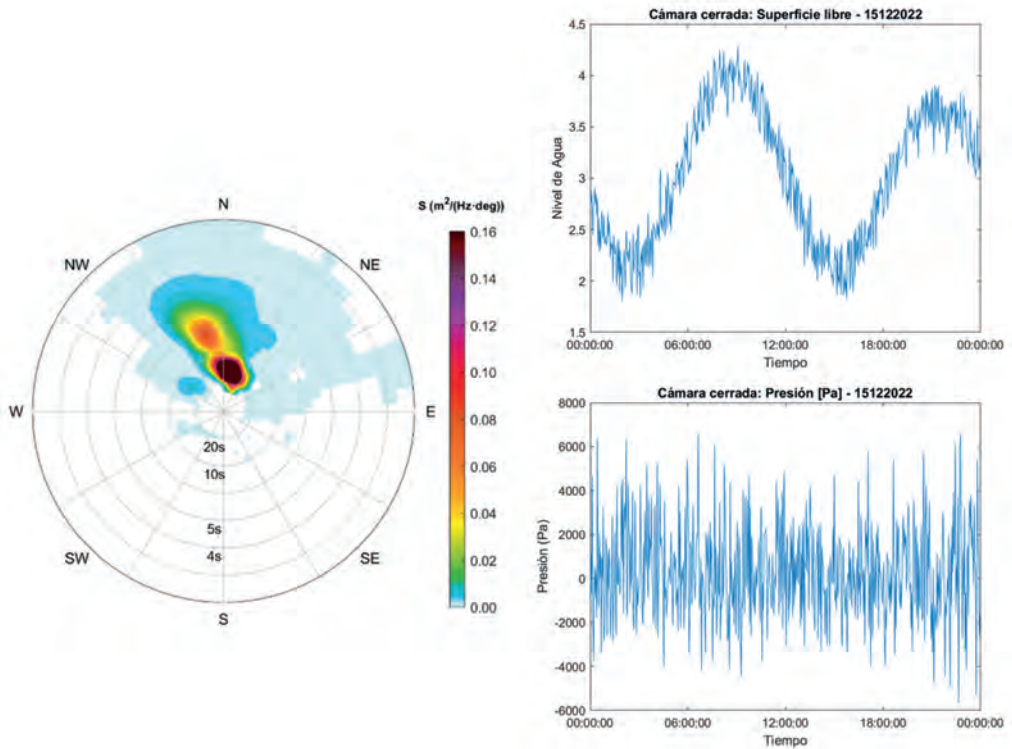 N
NW
NE
W
E
20s
10s
5s
4s
SW
SE
S
S (m²/(Hz·deg))
0.16
0.14
0.12
0.10
0.08
0.06
0.04
0.02
0.00
Cámara cerrada: Superficie libre - 15122022
4.5
4
3.5
3
2.5
2
1.5
Nivel de Agua
00:00:00 06:00:00 12:00:00 18:00:00 00:00:00
Tiempo
Cámara cerrada: Presión [Pa] - 15122022
8000
6000
4000
2000
0
-2000
-4000
-6000
Presión (Pa)
00:00:00 06:00:00 12:00:00 18:00:00 00:00:00
Tiempo